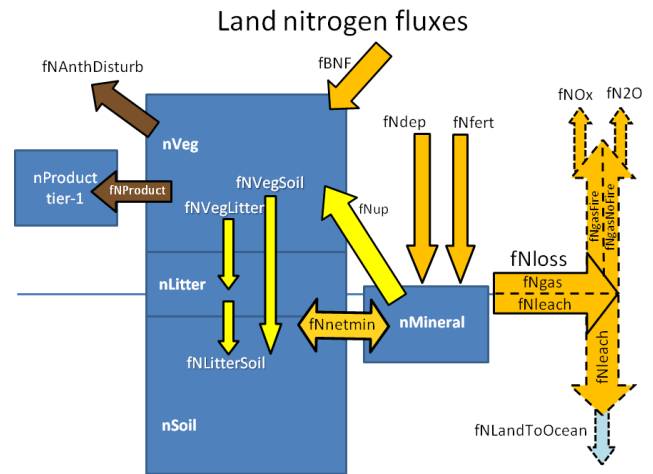 Land nitrogen fluxes
fNAnthDisturb
fBNF
fNOx
fN2O
fNdep
fNfert
nVeg
nProduct
tier-1
fNProduct
fNVegSoil
fNVegLitter
fNup
fNgasFire
fNgasNoFire
fNloss
nLitter
fNgas
fNleach
fNnetmin
nMineral
fNLitterSoil
fNleach
nSoil
fNLandToOcean